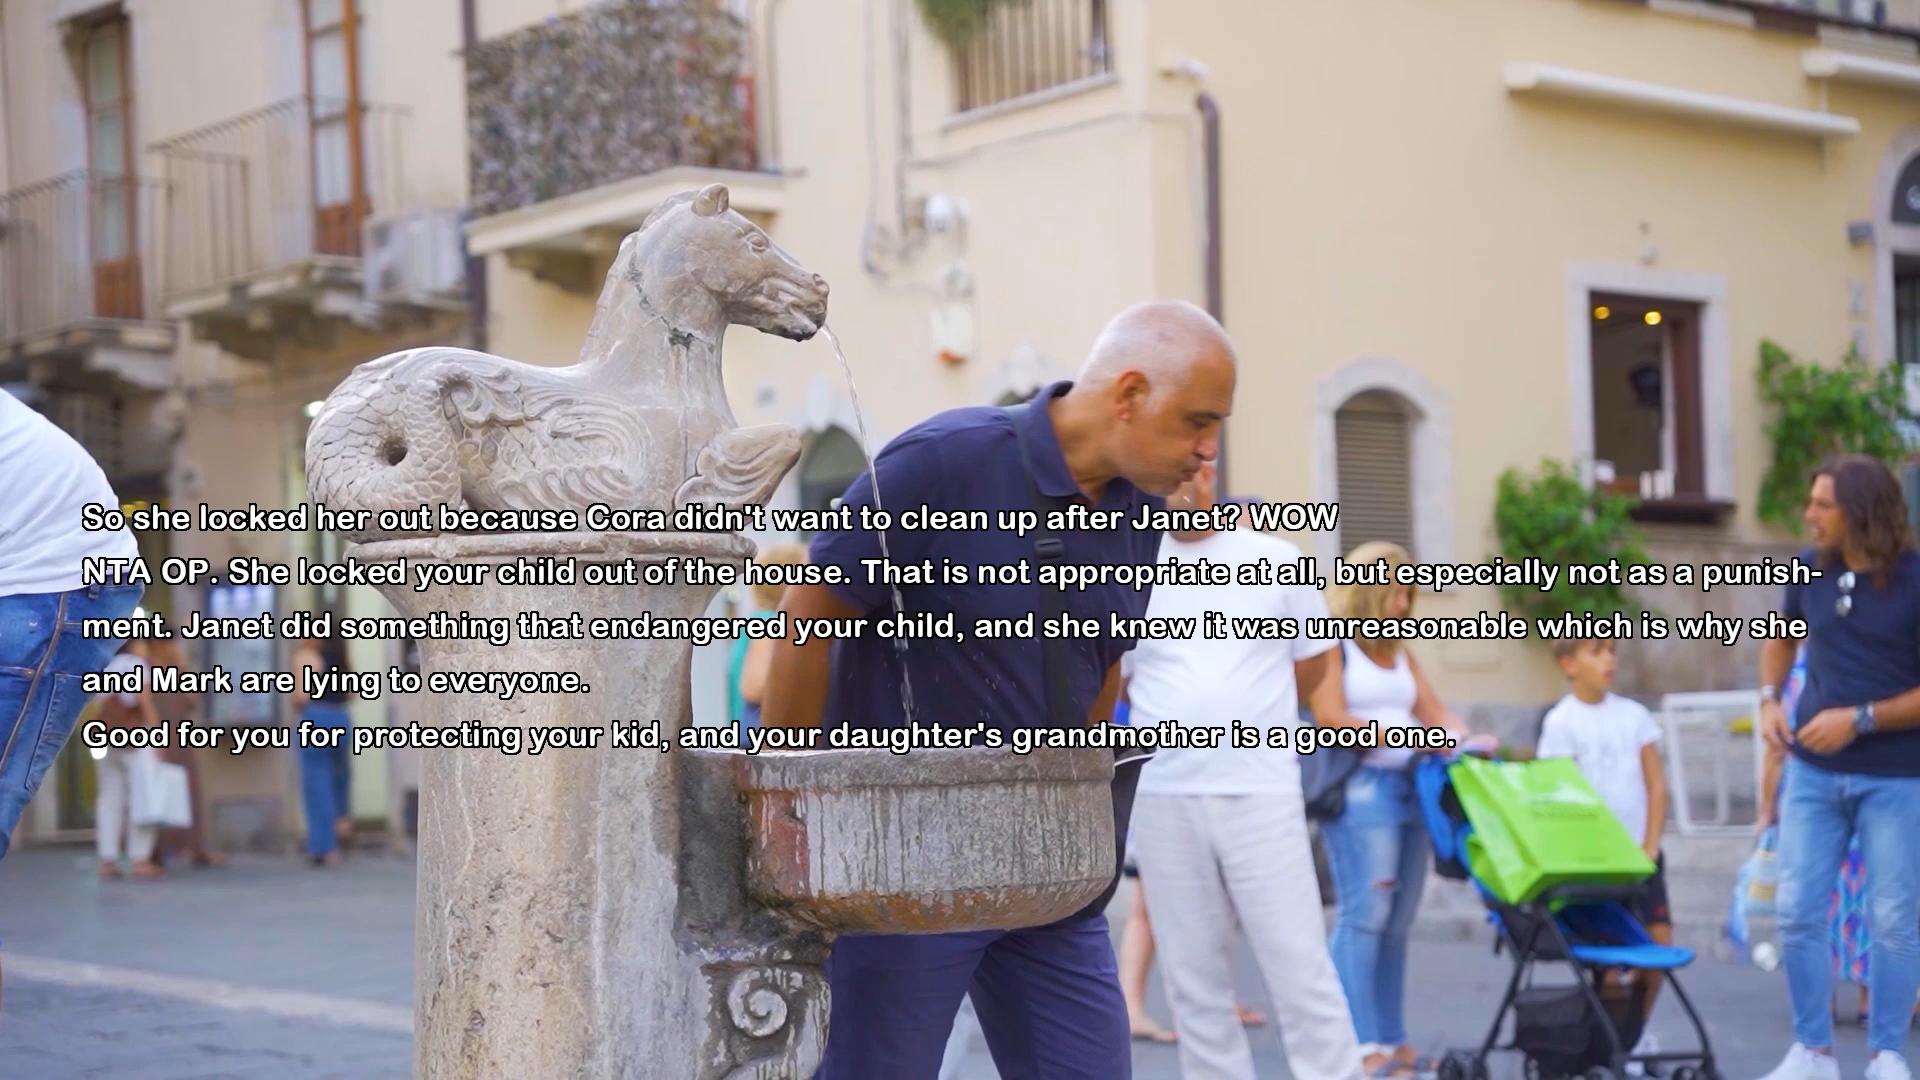 So she locked her out because Cora didn't want to clean up after Janet? WOW
NTA OP. She locked your child out of the house. That is not appropriate at all, but especially not as a punish-
ment. Janet did something that endangered your child, and she knew it was unreasonable which is why she
and Mark are lying to everyone.
Good for you for protecting your kid, and your daughter's grandmother is a good one.